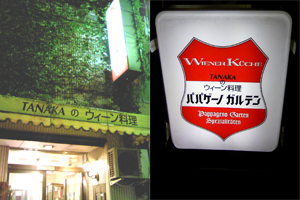 TANAKA の ウィーン料理
WIENER KÜCHE
TANAKA
の
ウィーン料理
パパゲーノ ガルテン
Pappageno Garten
Spezialitäten